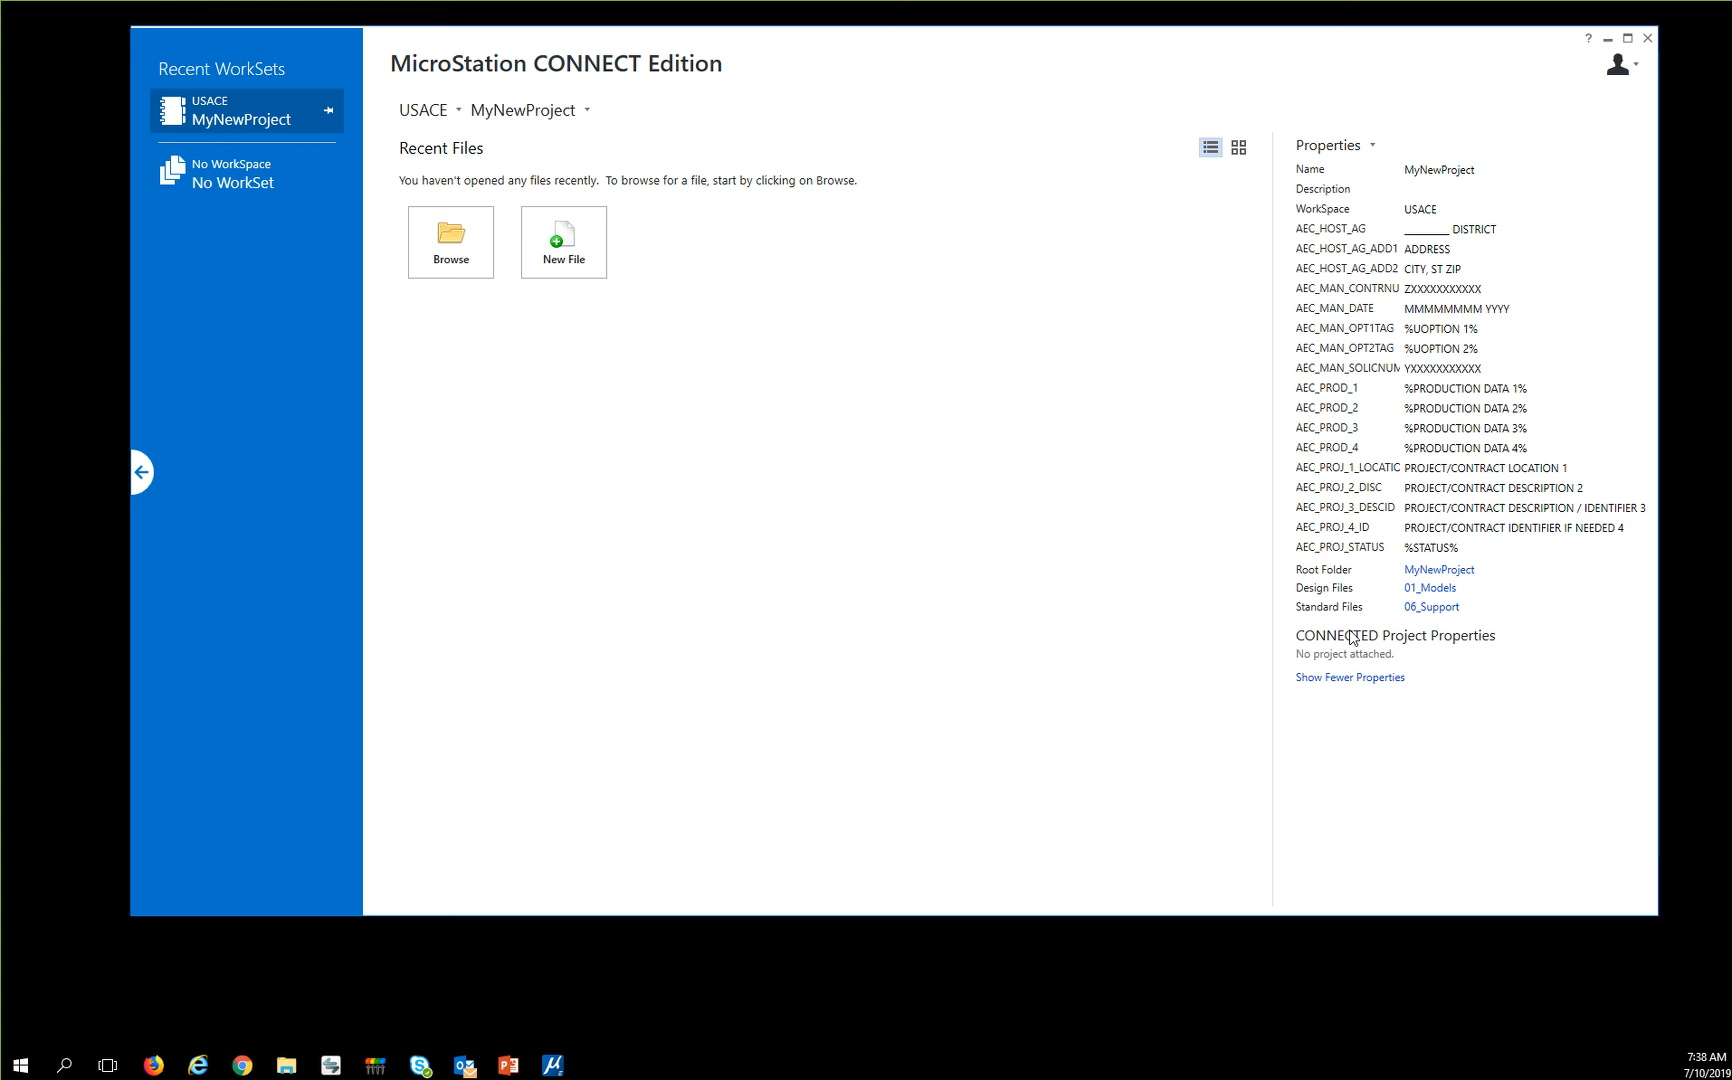 ? 
MicroStation CONNECT Edition
Recent WorkSets
USACE
MyNewProject
No WorkSpace
No WorkSet
USACE MyNewProject
Recent Files
You haven't opened any files recently. To browse for a file, start by clicking on Browse.
Browse
New File
Properties
Name MyNewProject
Description
WorkSpace USACE
AEC_HOST_AG ________ DISTRICT
AEC_HOST_AG_ADD1 ADDRESS
AEC_HOST_AG_ADD2 CITY, ST ZIP
AEC_MAN_CONTRNU ZXXXXXXXXXXX
AEC_MAN_DATE MMMMMMMM YYYY
AEC_MAN_OPT1TAG %UOPTION 1%
AEC_MAN_OPT2TAG %UOPTION 2%
AEC_MAN_SOLICNUM YXXXXXXXXXXX
AEC_PROD_1 %PRODUCTION DATA 1%
AEC_PROD_2 %PRODUCTION DATA 2%
AEC_PROD_3 %PRODUCTION DATA 3%
AEC_PROD_4 %PRODUCTION DATA 4%
AEC_PROJ_1_LOCATIC PROJECT/CONTRACT LOCATION 1
AEC_PROJ_2_DISC PROJECT/CONTRACT DESCRIPTION 2
AEC_PROJ_3_DESCID PROJECT/CONTRACT DESCRIPTION / IDENTIFIER 3
AEC_PROJ_4_ID PROJECT/CONTRACT IDENTIFIER IF NEEDED 4
AEC_PROJ_STATUS %STATUS%
Root Folder MyNewProject
Design Files 01_Models
Standard Files 06_Support
CONNECTED Project Properties
No project attached.
Show Fewer Properties
7:38 AM
7/10/2019